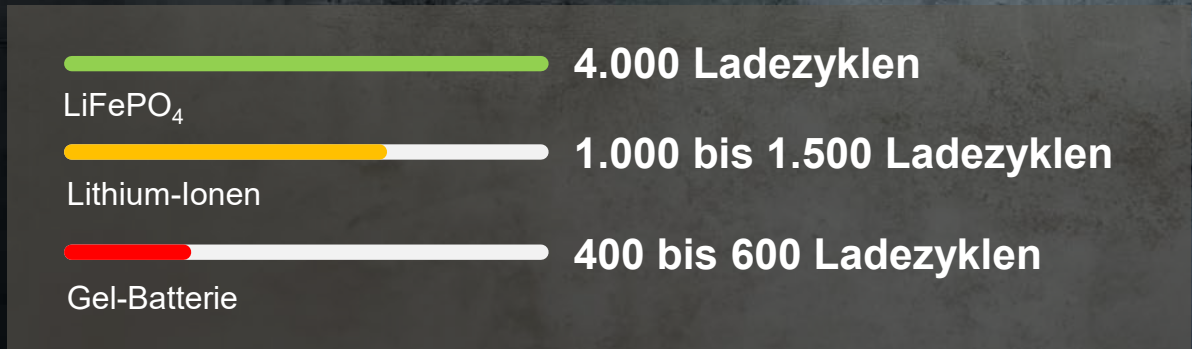 4.000 Ladezyklen
LiFePO₄
1.000 bis 1.500 Ladezyklen
Lithium-Ionen
400 bis 600 Ladezyklen
Gel-Batterie